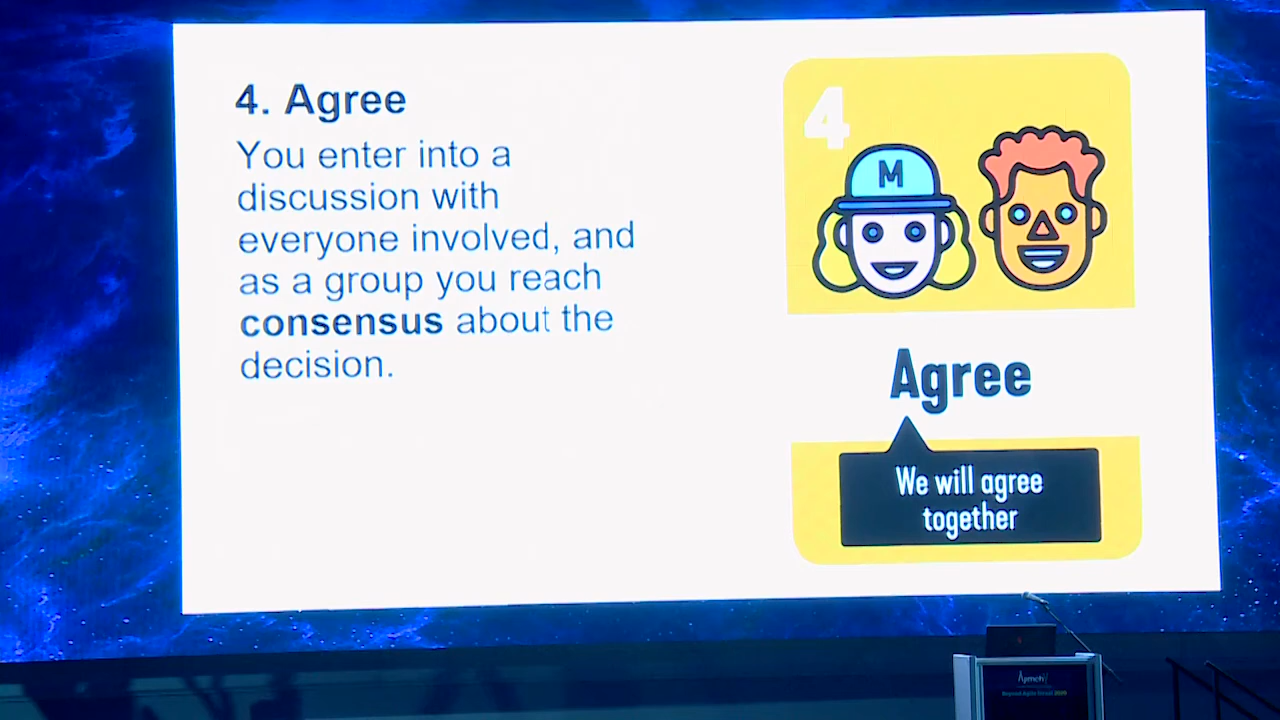 4. Agree
You enter into a
discussion with
everyone involved, and
as a group you reach
consensus about the
decision.
4
M
Agree
We will agree
together